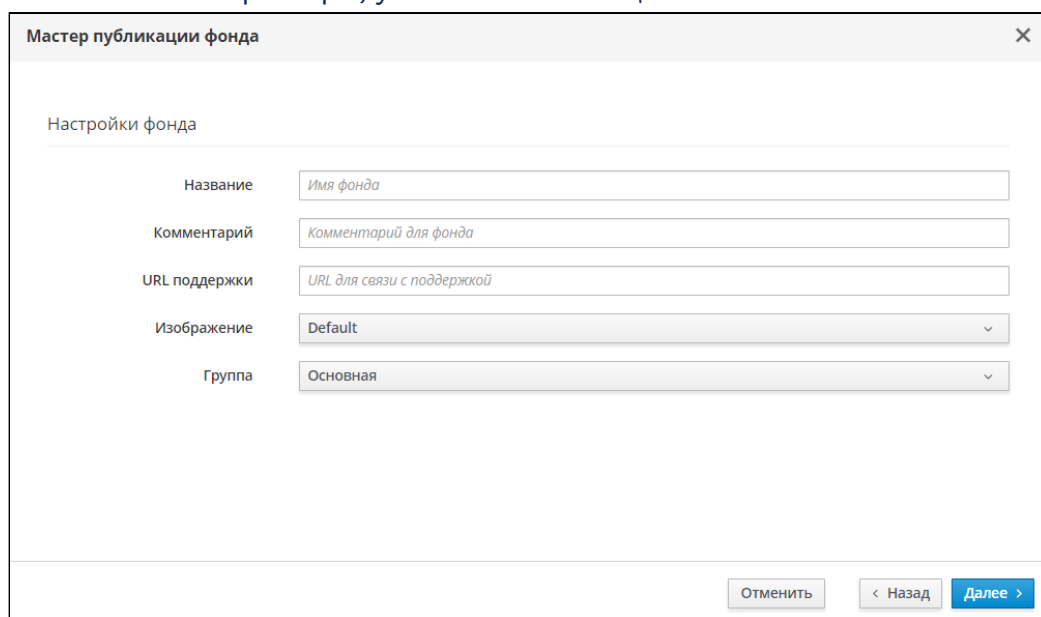 Мастер публикации фонда
Настройки фонда
Название Имя фонда
Комментарий Комментарий для фонда
URL поддержки URL для связи с поддержкой
Изображение Default
Группа Основная
Отменить Назад Далее